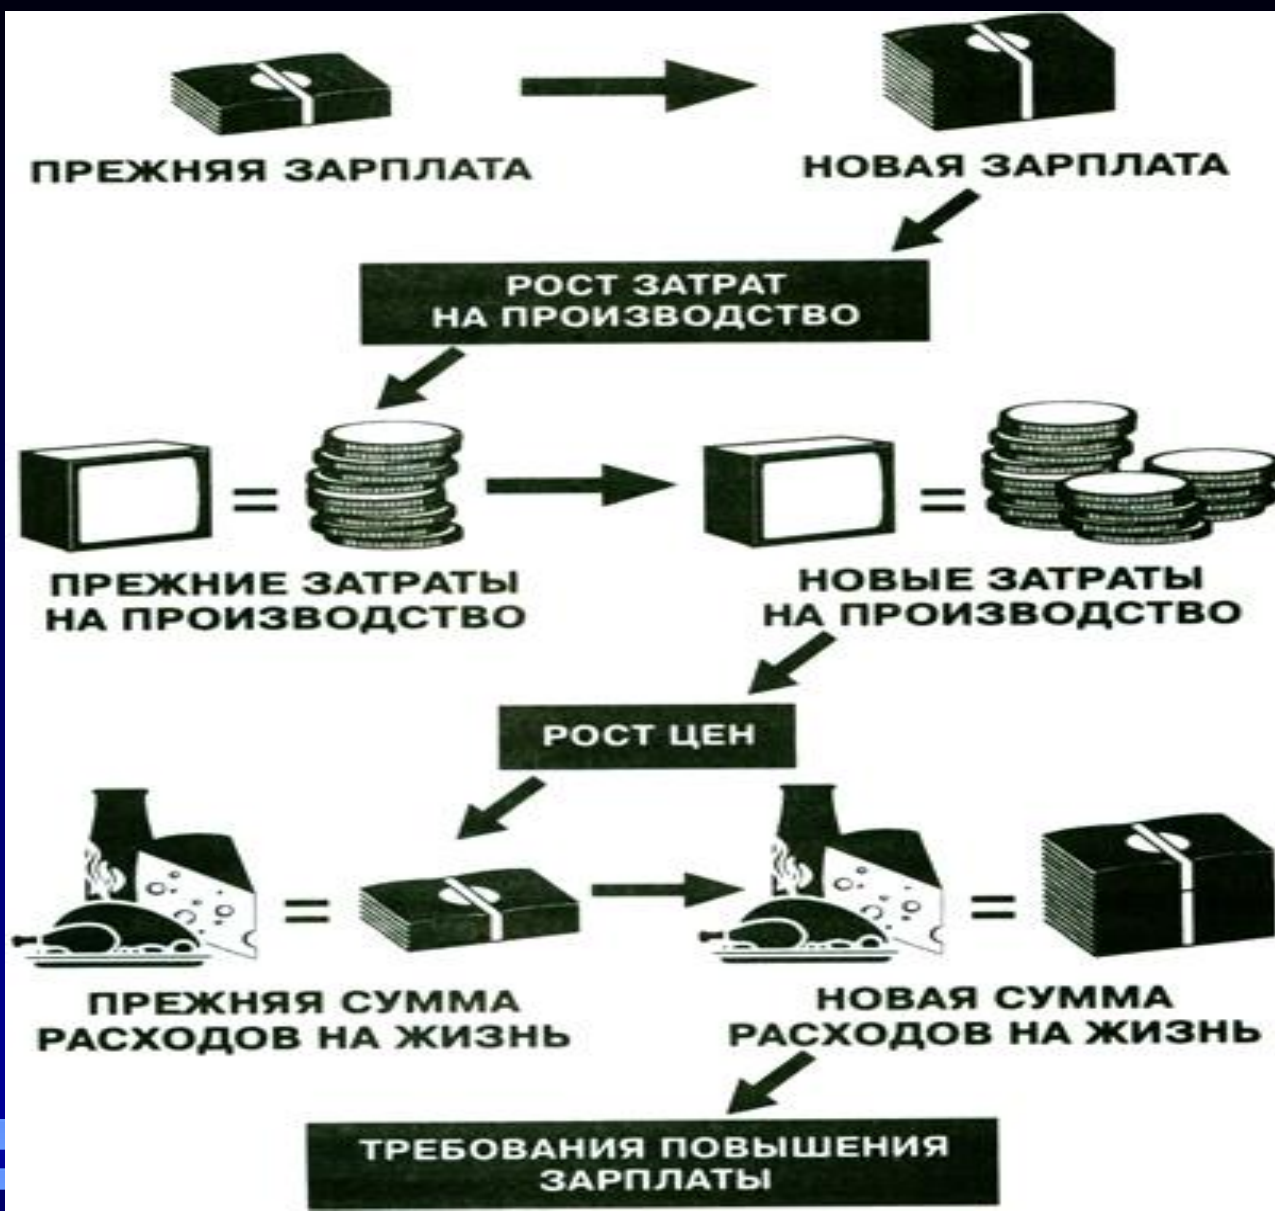 ПРЕЖНЯЯ ЗАРПЛАТА
НОВАЯ ЗАРПЛАТА
РОСТ ЗАТРАТ
НА ПРОИЗВОДСТВО
=
=
ПРЕЖНИЕ ЗАТРАТЫ
НА ПРОИЗВОДСТВО
НОВЫЕ ЗАТРАТЫ
НА ПРОИЗВОДСТВО
РОСТ ЦЕН
=
=
ПРЕЖНЯЯ СУММА
РАСХОДОВ НА ЖИЗНЬ
НОВАЯ СУММА
РАСХОДОВ НА ЖИЗНЬ
ТРЕБОВАНИЯ ПОВЫШЕНИЯ
ЗАРПЛАТЫ